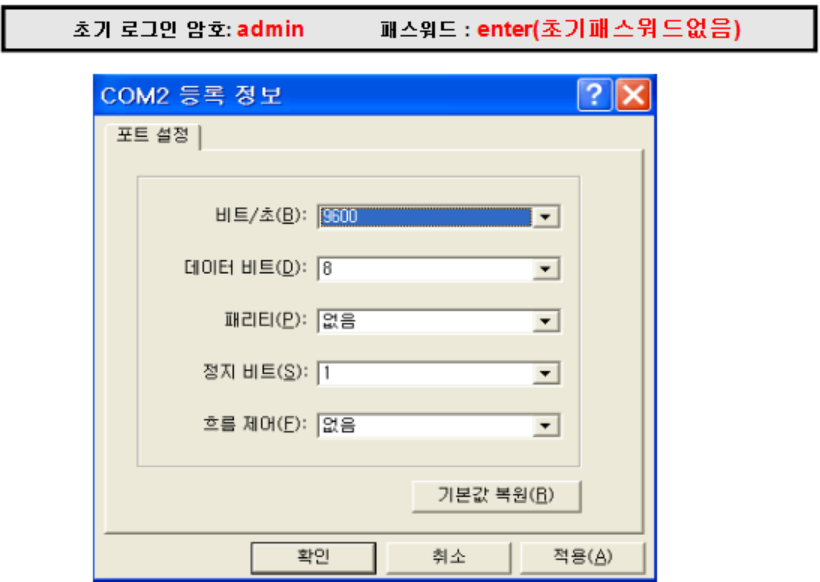 초기 로그인 암호: admin 패스워드 : enter(초기패스워드없음)
COM2 등록 정보
포트 설정
비트/초(B): 9600
데이터 비트(D): 8
패리티(P): 없음
정지 비트(S): 1
흐름 제어(F): 없음
기본값 복원(R)
확인 취소 적용(A)